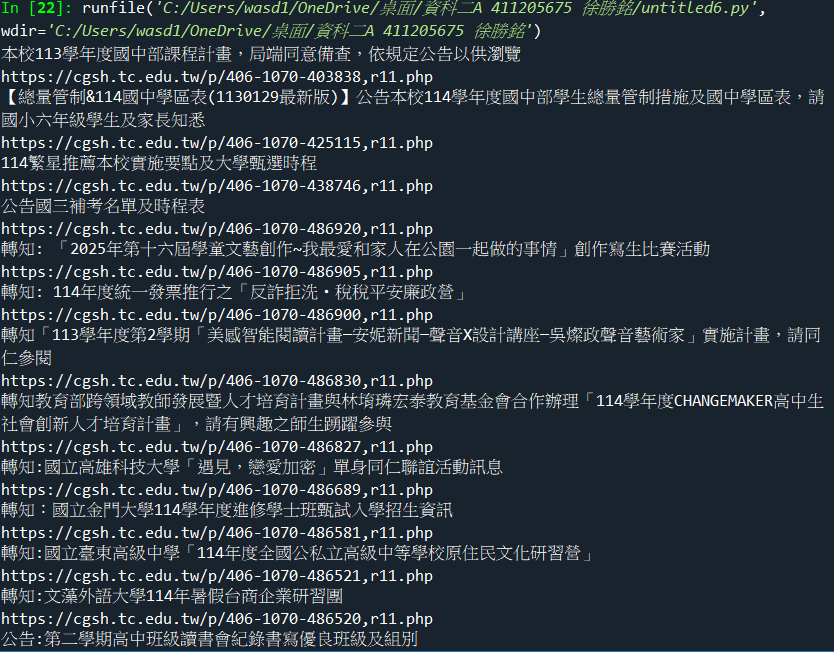 In [22]: runfile('C:/Users/wasd1/OneDrive/桌面/資科二A 411205675 徐勝銘/untitled6.py',
wdir='C:/Users/wasd1/OneDrive/桌面/資科二A 411205675 徐勝銘')
本校113學年度國中部課程計畫，局端同意備查，依規定公告以供瀏覽
https://cgsh.tc.edu.tw/p/406-1070-403838,r11.php
【總量管制&114國中學區表(1130129最新版)】公告本校114學年度國中部學生總量管制措施及國中學區表，請
國小六年級學生及家長知悉
https://cgsh.tc.edu.tw/p/406-1070-425115,r11.php
114繁星推薦本校實施要點及大學甄選時程
https://cgsh.tc.edu.tw/p/406-1070-438746,r11.php
公告國三補考名單及時程表
https://cgsh.tc.edu.tw/p/406-1070-486920,r11.php
轉知: 「2025年第十六屆學童文藝創作~我最愛和家人在公園一起做的事情」創作寫生比賽活動
https://cgsh.tc.edu.tw/p/406-1070-486905,r11.php
轉知: 114年度統一發票推行之「反詐拒洗‧稅稅平安廉政營」
https://cgsh.tc.edu.tw/p/406-1070-486900,r11.php
轉知「113學年度第2學期「美感智能閱讀計畫—安妮新聞—聲音X設計講座—吳燦政聲音藝術家」實施計畫，請同
仁參閱
https://cgsh.tc.edu.tw/p/406-1070-486830,r11.php
轉知教育部跨領域教師發展暨人才培育計畫與林堉璘宏泰教育基金會合作辦理「114學年度CHANGEMAKER高中生
社會創新人才培育計畫」，請有興趣之師生踴躍參與
https://cgsh.tc.edu.tw/p/406-1070-486827,r11.php
轉知:國立高雄科技大學「遇見，戀愛加密」單身同仁聯誼活動訊息
https://cgsh.tc.edu.tw/p/406-1070-486689,r11.php
轉知：國立金門大學114學年度進修學士班甄試入學招生資訊
https://cgsh.tc.edu.tw/p/406-1070-486581,r11.php
轉知:國立臺東高級中學「114年度全國公私立高級中等學校原住民文化研習營」
https://cgsh.tc.edu.tw/p/406-1070-486521,r11.php
轉知:文藻外語大學114年暑假台商企業研習團
https://cgsh.tc.edu.tw/p/406-1070-486520,r11.php
公告:第二學期高中班級讀書會紀錄書寫優良班級及組別